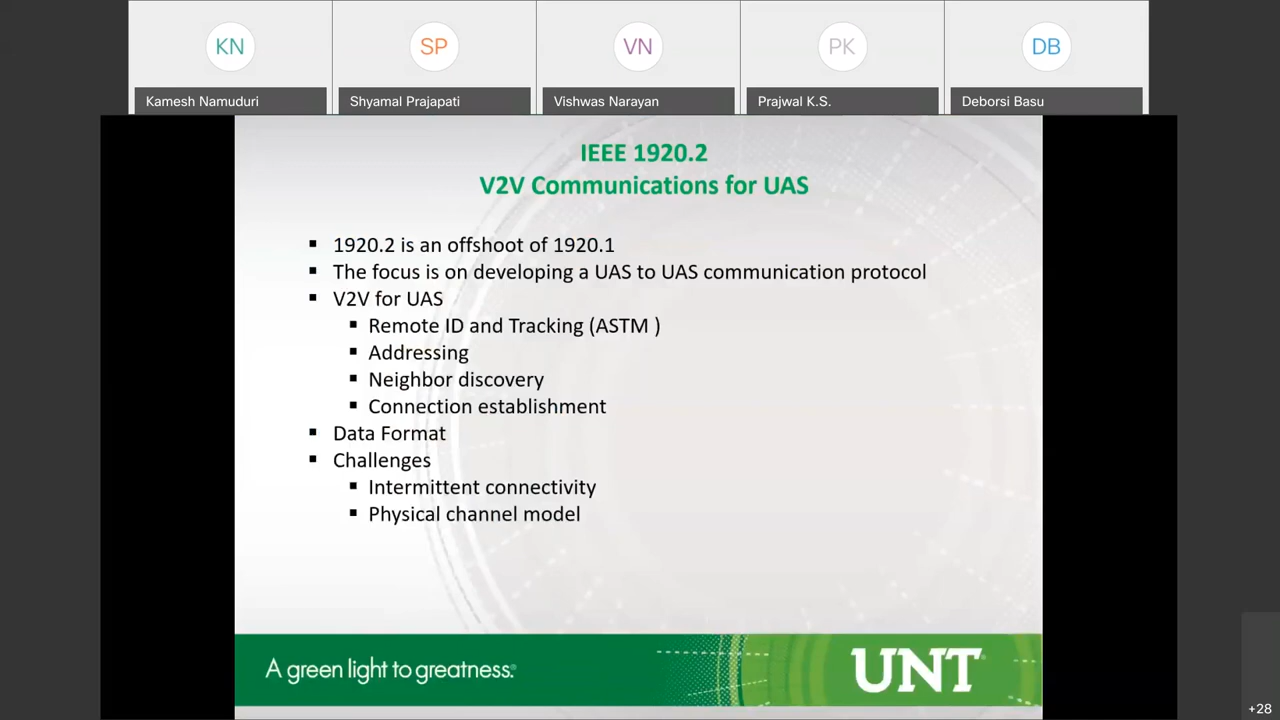 KN
SP
VN
PK
DB
Kamesh Namuduri
Shyamal Prajapati
Vishwas Narayan
Prajwal K.S.
Deborsi Basu
IEEE 1920.2
V2V Communications for UAS
▪ 1920.2 is an offshoot of 1920.1
▪ The focus is on developing a UAS to UAS communication protocol
▪ V2V for UAS
▪ Remote ID and Tracking (ASTM )
▪ Addressing
▪ Neighbor discovery
▪ Connection establishment
▪ Data Format
▪ Challenges
▪ Intermittent connectivity
▪ Physical channel model
A green light to greatness.®
UNT®
+28